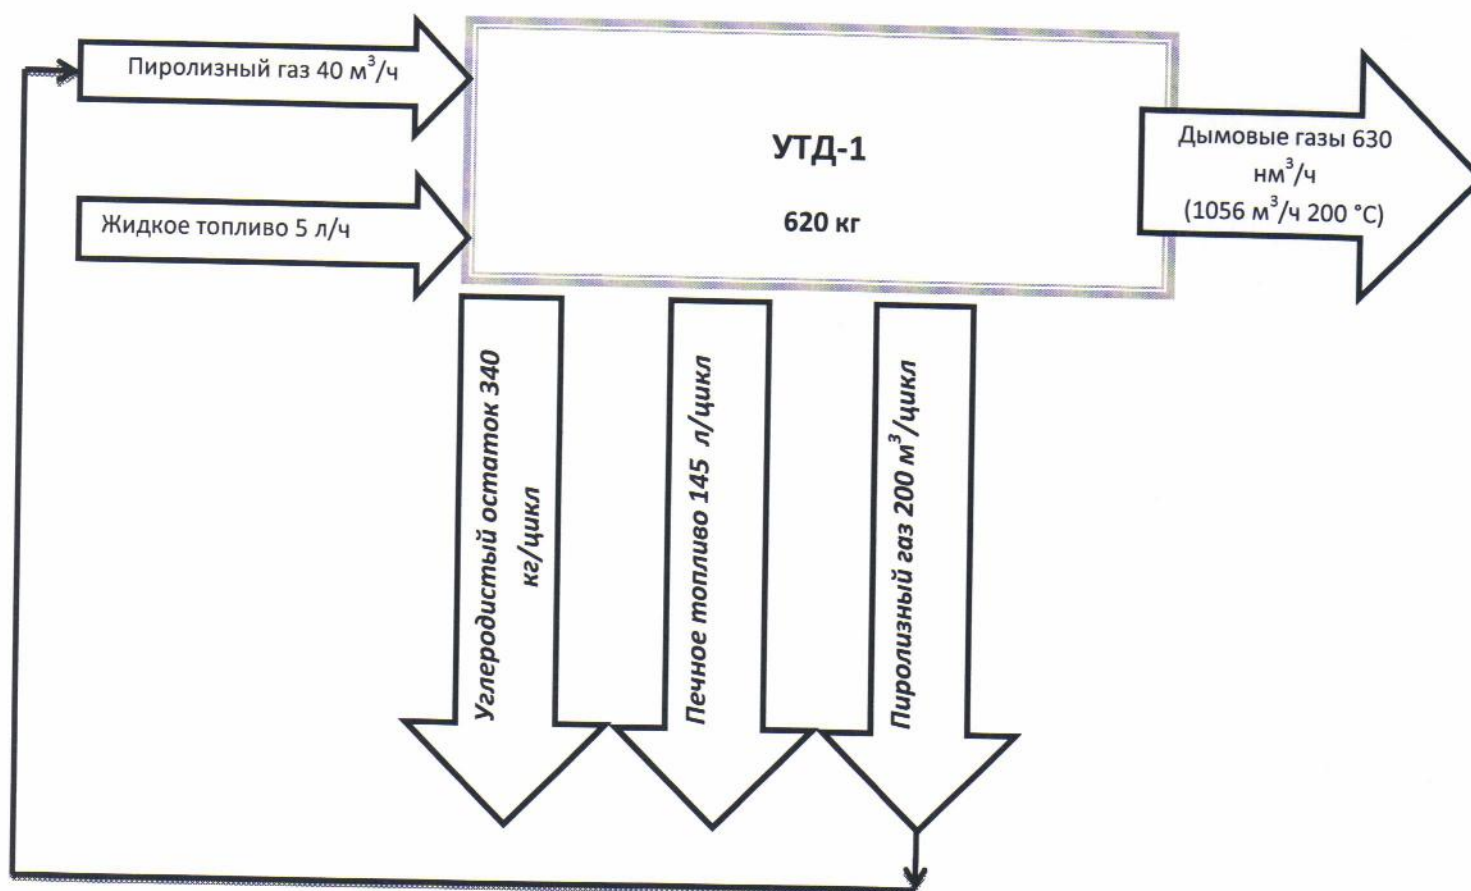 Пиролизный газ 40 м³/ч
Жидкое топливо 5 л/ч
УТД-1
620 кг
Дымовые газы 630
нм³/ч
(1056 м³/ч 200 °С)
Углеродистый остаток 340
кг/цикл
Печное топливо 145 л/цикл
Пиролизный газ 200 м³/цикл